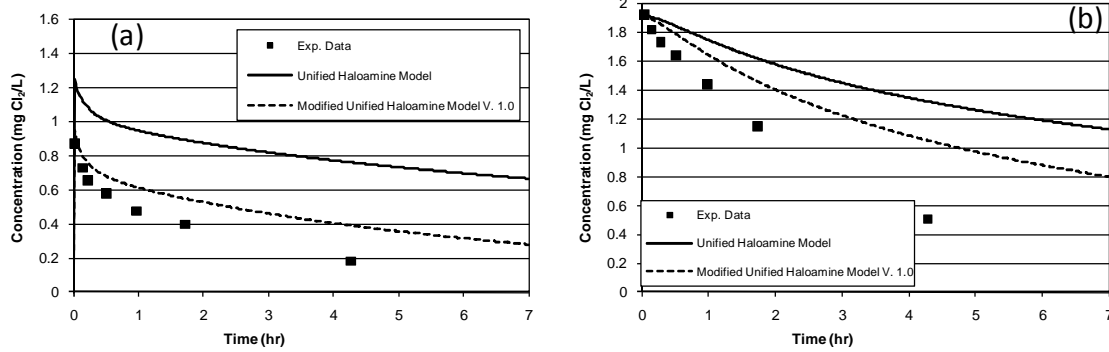 (a)
Concentration (mg Cl₂/L)
1.6
1.4
1.2
1
0.8
0.6
0.4
0.2
0
Exp. Data
Unified Haloamine Model
Modified Unified Haloamine Model V. 1.0
0 1 2 3 4 5 6 7
Time (hr)
(b)
Concentration (mg Cl₂/L)
2
1.8
1.6
1.4
1.2
1
0.8
0.6
0.4
0.2
0
Exp. Data
Unified Haloamine Model
Modified Unified Haloamine Model V. 1.0
0 1 2 3 4 5 6 7
Time (hr)